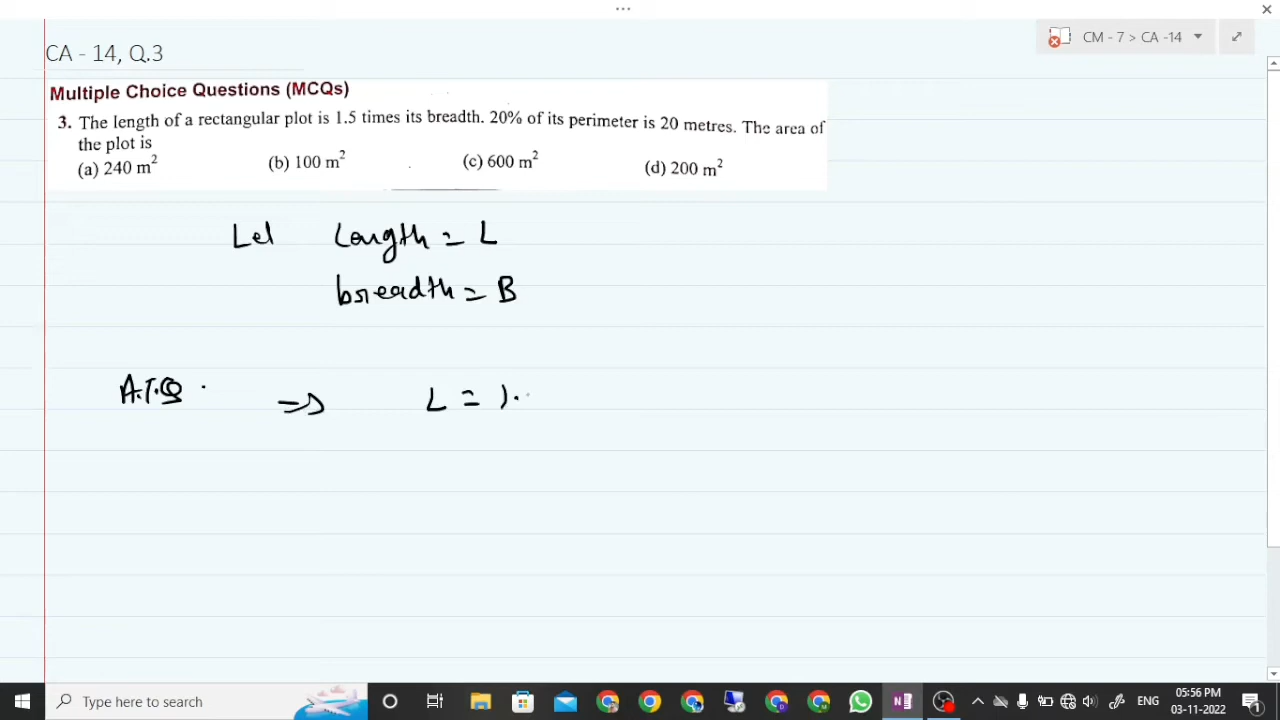 CM - 7 > CA -14
CA - 14, Q.3
Multiple Choice Questions (MCQs)
3. The length of a rectangular plot is 1.5 times its breadth. 20% of its perimeter is 20 metres. The area of
the plot is
(a) 240 m² (b) 100 m² (c) 600 m² (d) 200 m²
Let Length = L
breadth = B
A.T.Q. => L = 1.
Type here to search
ENG
05:56 PM
03-11-2022
1